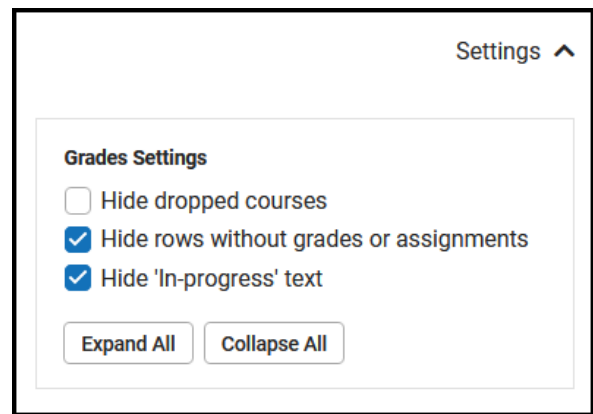 Settings
Grades Settings
Hide dropped courses
Hide rows without grades or assignments
Hide 'In-progress' text
Expand All Collapse All